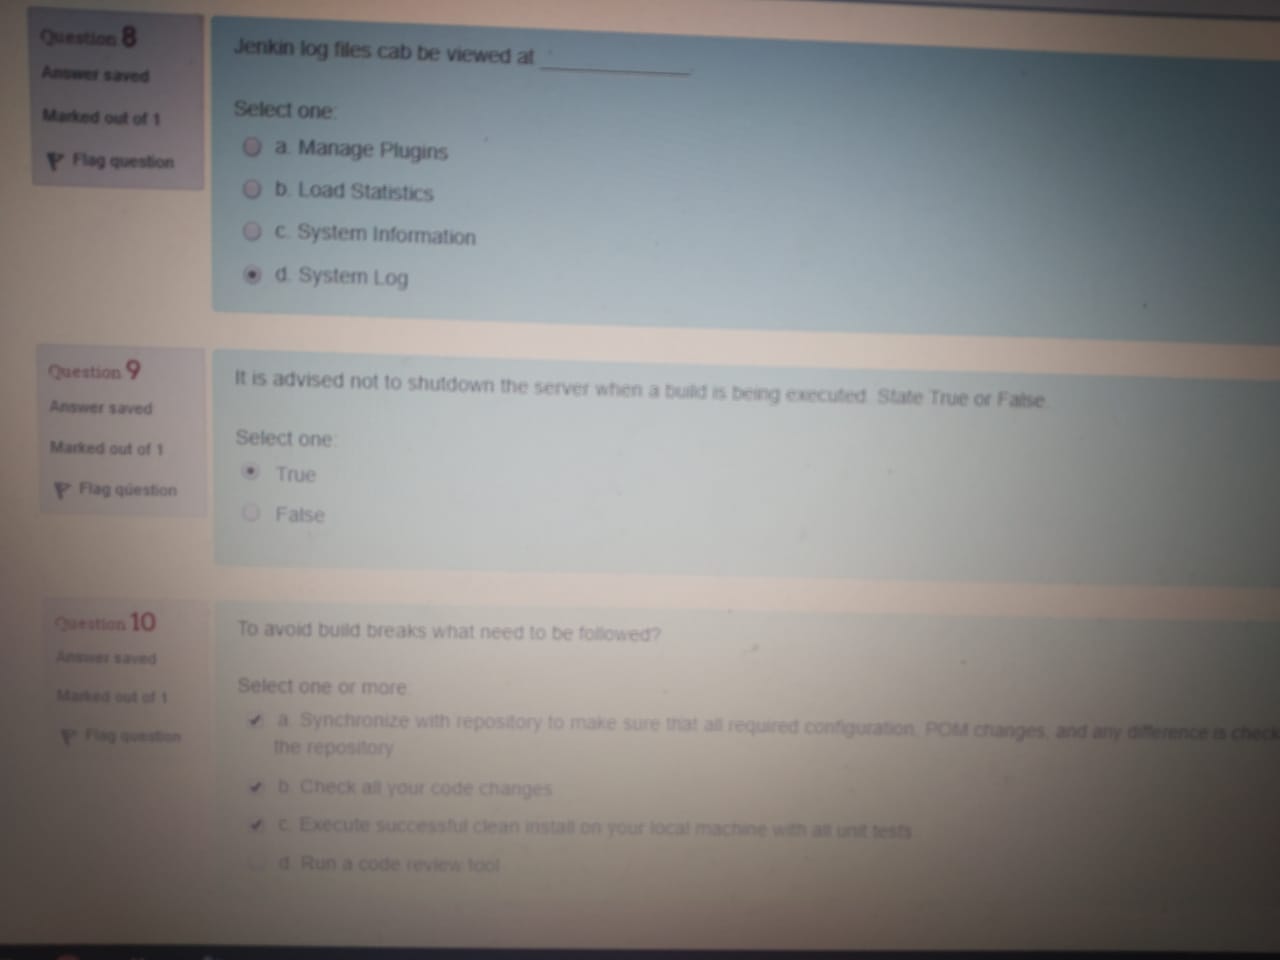 Question 8
Answer saved
Marked out of 1
Flag question
Jenkin log files cab be viewed at ______________
Select one:
a. Manage Plugins
b. Load Statistics
c. System Information
d. System Log
Question 9
Answer saved
Marked out of 1
Flag question
It is advised not to shutdown the server when a build is being executed. State True or False.
Select one:
True
False
Question 10
Answer saved
Marked out of 1
Flag question
To avoid build breaks what need to be followed?
Select one or more:
a. Synchronize with repository to make sure that all required configuration, POM changes, and any difference is check
the repository
b. Check all your code changes
c. Execute successful clean install on your local machine with all unit tests
d. Run a code review tool